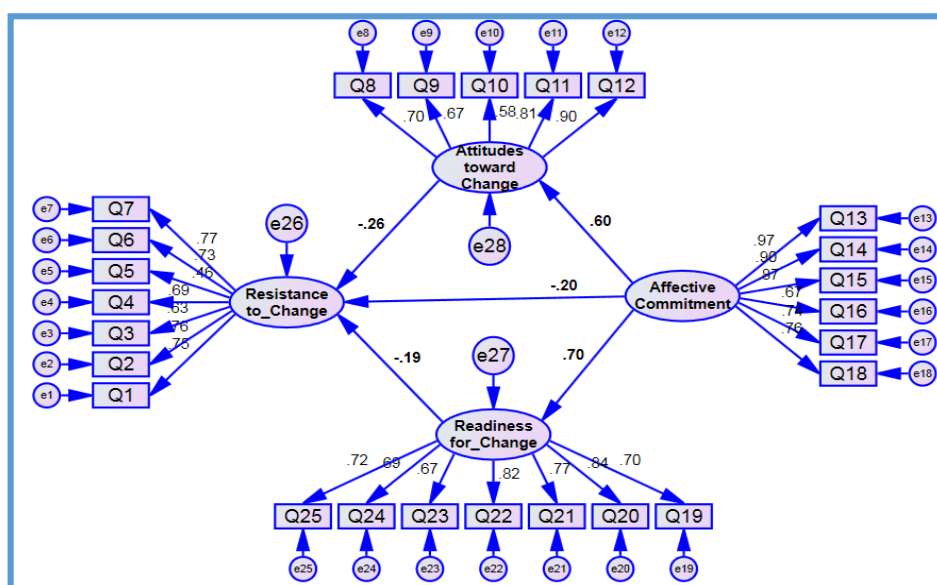 e8 e9 e10 e11 e12
Q8 Q9 Q10 Q11 Q12
.70 .67 .58 .81 .90
Attitudes
toward
Change
e28
e7 Q7
e6 Q6
e5 Q5
e4 Q4
e3 Q3
e2 Q2
e1 Q1
.77
.73
.46
.69
.63
.76
.75
e26
Resistance
to_Change
-.26
.60
-.20
-.19
.70
Affective
Commitment
.97
.90
.87
.67
.74
.76
Q13 e13
Q14 e14
Q15 e15
Q16 e16
Q17 e17
Q18 e18
e27
Readiness
for_Change
.72 .69 .67 .82 .77 .84 .70
Q25 Q24 Q23 Q22 Q21 Q20 Q19
e25 e24 e23 e22 e21 e20 e19